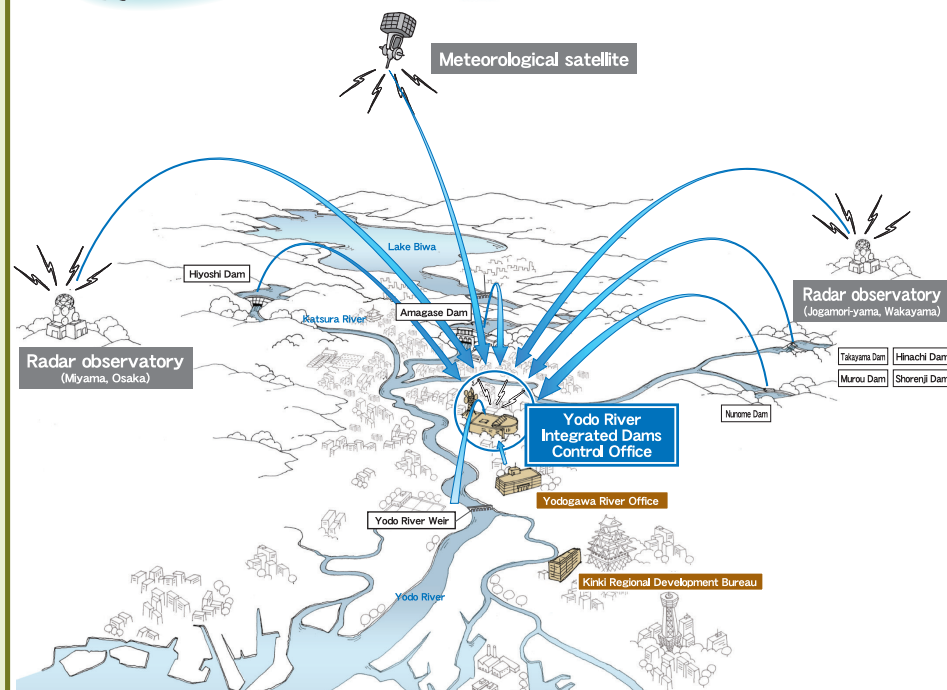 Meteorological satellite
Lake Biwa
Hiyoshi Dam
Amagase Dam
Katsura River
Radar observatory
(Miyama, Osaka)
Radar observatory
(Jogamori-yama, Wakayama)
Takayama Dam
Hinachi Dam
Murou Dam
Shorenji Dam
Nunome Dam
Yodo River
Integrated Dams
Control Office
Yodogawa River Office
Yodo River Weir
Kinki Regional Development Bureau
Yodo River